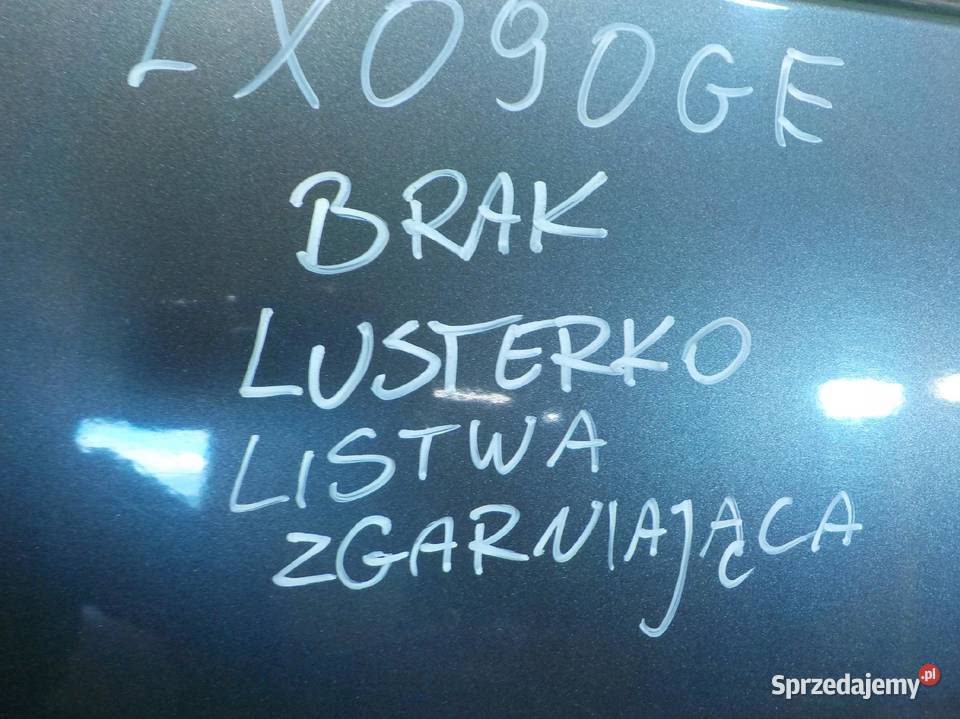 LX090GE
BRAK
LUSTERKO
LISTWA
ZGARNIAJĄCA
Sprzedajemy.pl